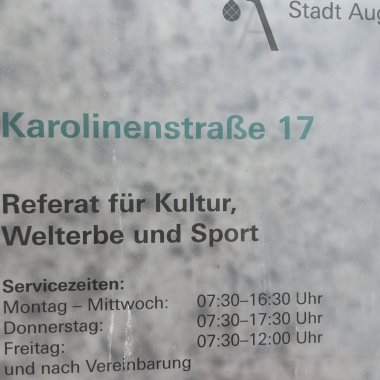 Stadt Aug
Karolinenstraße 17
Referat für Kultur,
Welterbe und Sport
Servicezeiten:
Montag – Mittwoch: 07:30–16:30 Uhr
Donnerstag: 07:30–17:30 Uhr
Freitag: 07:30–12:00 Uhr
und nach Vereinbarung